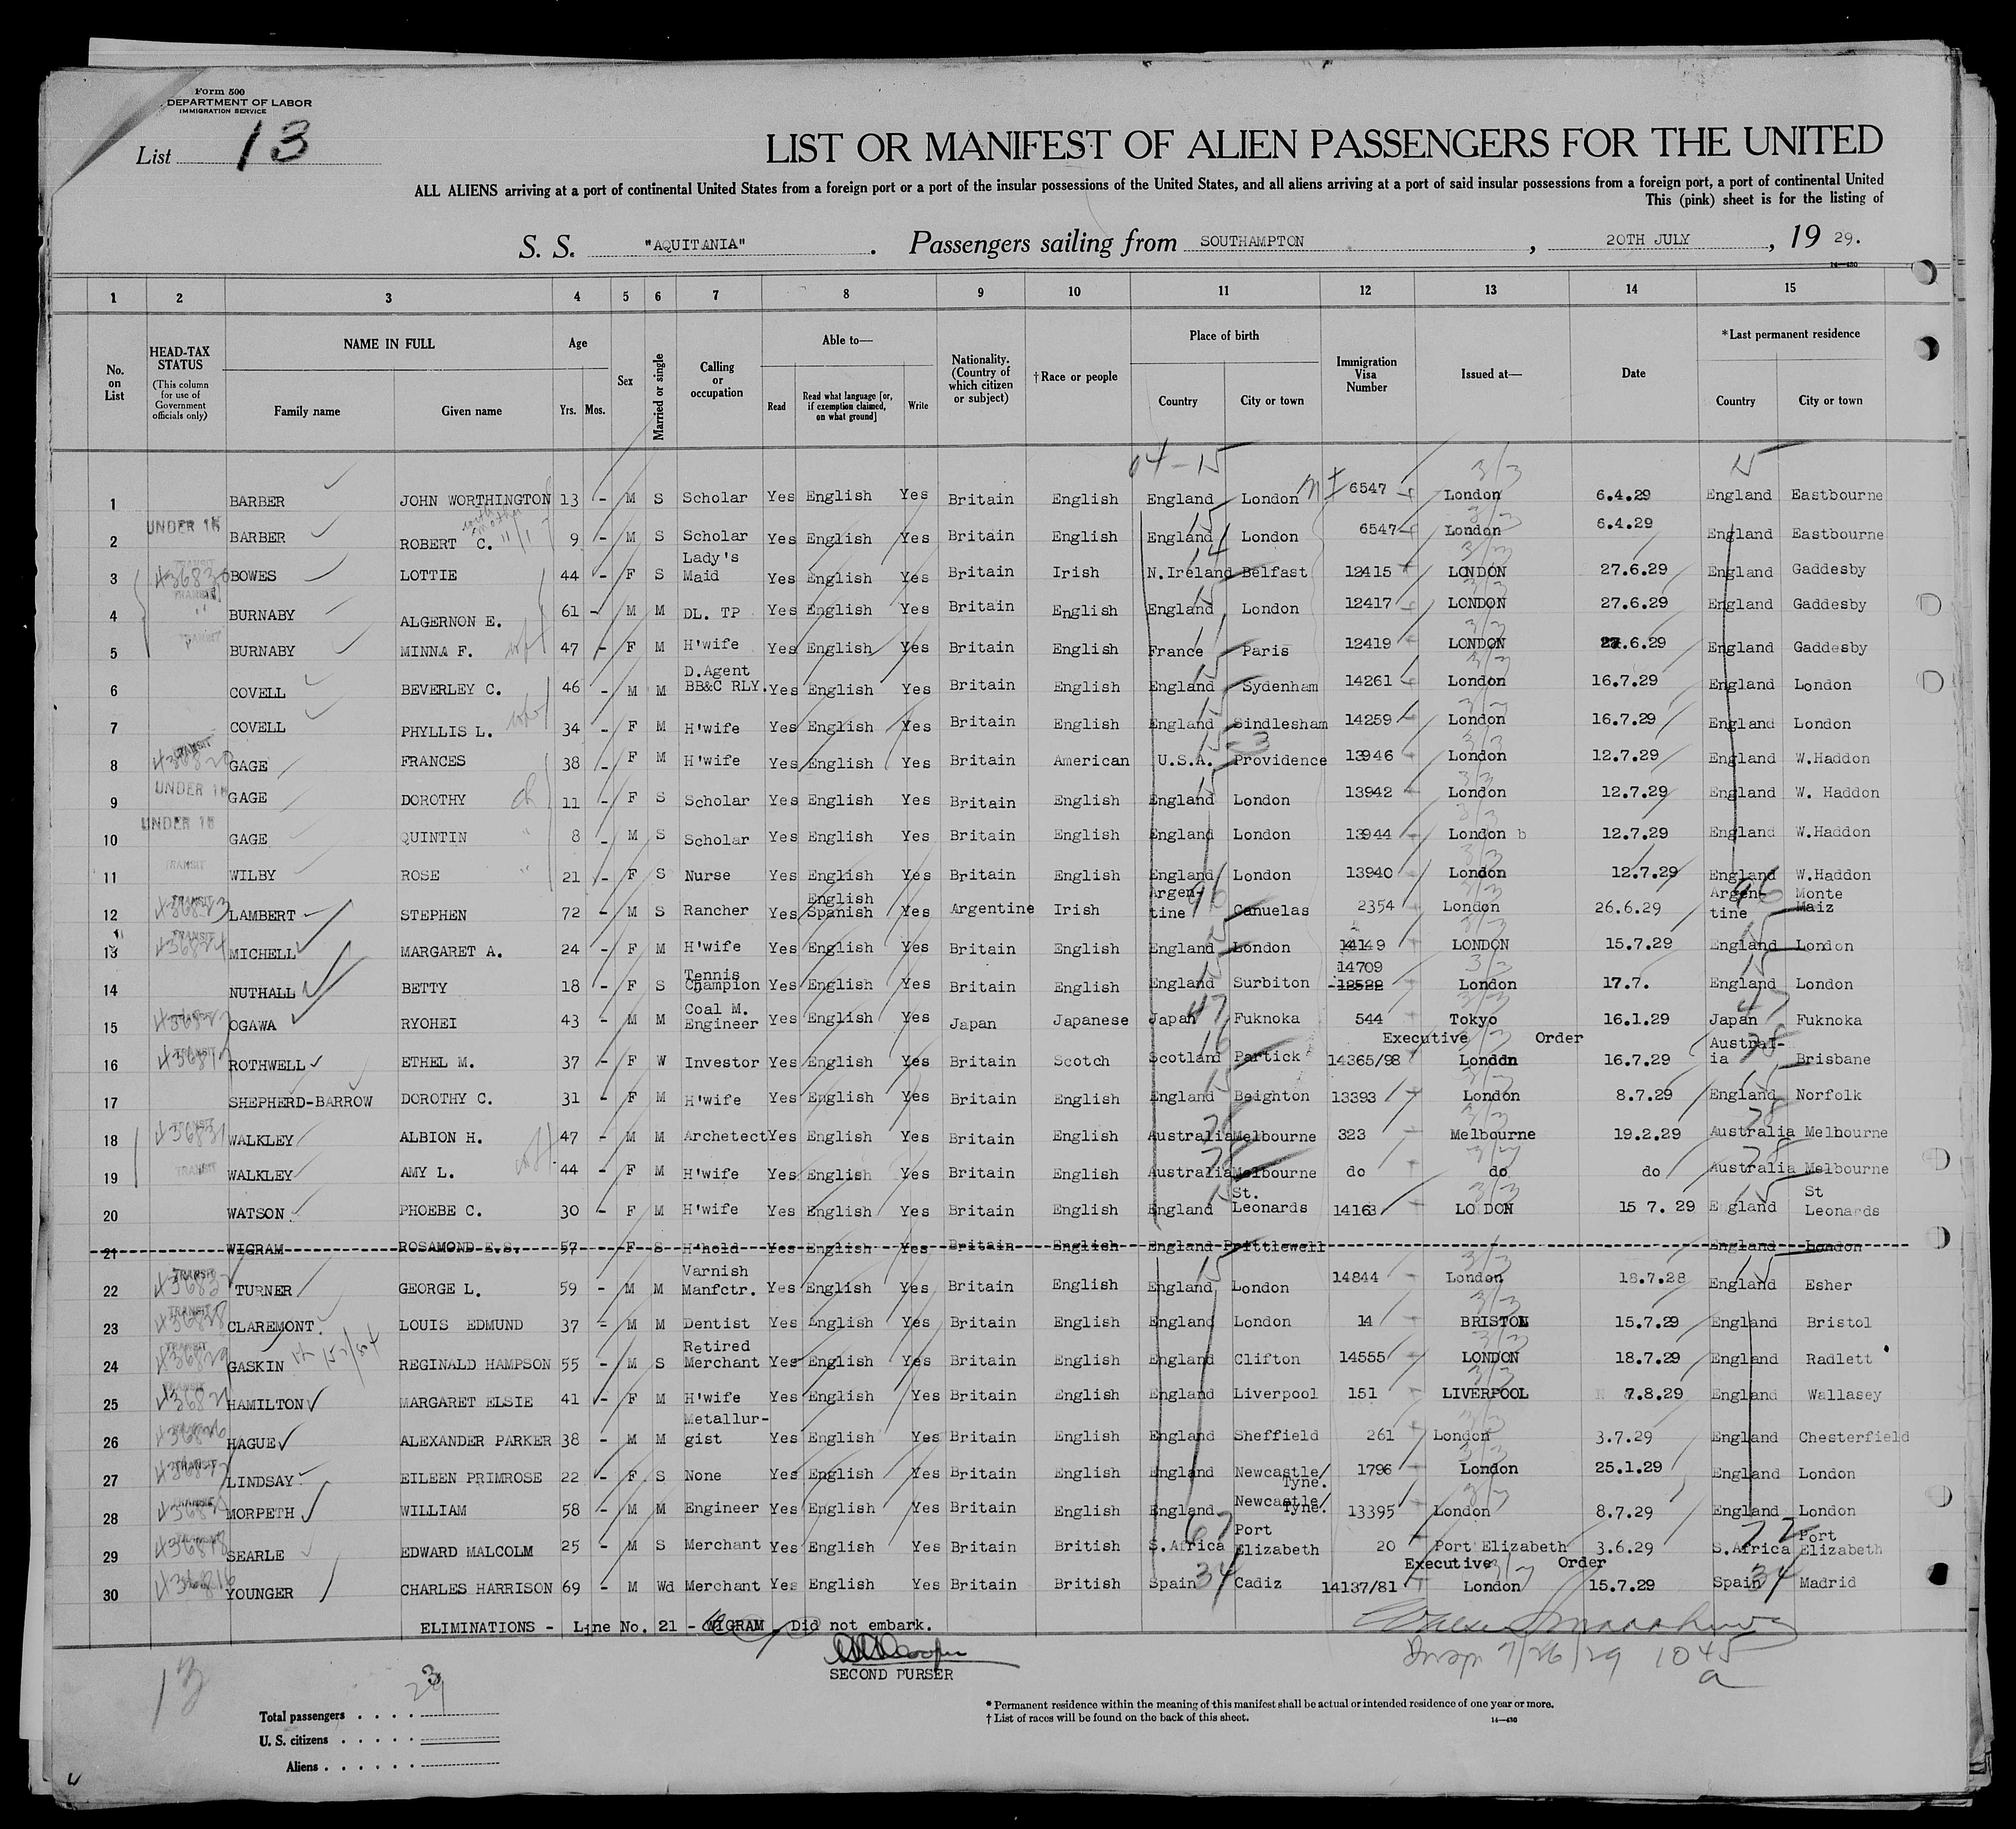 Form 500
DEPARTMENT OF LABOR
IMMIGRATION SERVICE
List 13
LIST OR MANIFEST OF ALIEN PASSENGERS FOR THE UNITED
ALL ALIENS arriving at a port of continental United States from a foreign port or a port of the insular possessions of the United States, and all aliens arriving at a port of said insular possessions from a foreign port, a port of continental United
This (pink) sheet is for the listing of
S. S. "AQUITANIA". Passengers sailing from SOUTHAMPTON, 20TH JULY, 19 29.
14—430
1 2 3 4 5 6 7 8 9 10 11 12 13 14 15
No. on List
HEAD-TAX STATUS (This column for use of Government officials only)
NAME IN FULL
Family name Given name
Age
Yrs. Mos.
Sex
Married or single
Calling or occupation
Able to—
Read Read what language [or, if exemption claimed, on what ground] Write
Nationality. (Country of which citizen or subject)
†Race or people
Place of birth
Country City or town
Immigration Visa Number
Issued at—
Date
*Last permanent residence
Country City or town
04-15 3/3 15
1 BARBER JOHN WORTHINGTON 13 - M S Scholar Yes English Yes Britain English England London 6547 London 6.4.29 England Eastbourne
2 UNDER 16 BARBER ROBERT C. 9 - M S Scholar Yes English Yes Britain English England London 6547 London 6.4.29 England Eastbourne
3 TRANSIT BOWES LOTTIE 44 - F S Lady's Maid Yes English Yes Britain Irish N.Ireland Belfast 12415 LONDON 27.6.29 England Gaddesby
4 TRANSIT BURNABY ALGERNON E. 61 - M M DL. TP Yes English Yes Britain English England London 12417 LONDON 27.6.29 England Gaddesby
5 TRANSIT BURNABY MINNA F. 47 - F M H'wife Yes English Yes Britain English France Paris 12419 LONDON 27.6.29 England Gaddesby
6 COVELL BEVERLEY C. 46 - M M D.Agent BB&C RLY. Yes English Yes Britain English England Sydenham 14261 London 16.7.29 England London
7 COVELL PHYLLIS L. 34 - F M H'wife Yes English Yes Britain English England Sindlesham 14259 London 16.7.29 England London
8 TRANSIT GAGE FRANCES 38 - F M H'wife Yes English Yes Britain American U.S.A. Providence 13946 London 12.7.29 England W.Haddon
9 UNDER 16 GAGE DOROTHY 11 - F S Scholar Yes English Yes Britain English England London 13942 London 12.7.29 England W. Haddon
10 UNDER 16 GAGE QUINTIN 8 - M S Scholar Yes English Yes Britain English England London 13944 London b 12.7.29 England W.Haddon
11 TRANSIT WILBY ROSE 21 - F S Nurse Yes English Yes Britain English England London 13940 London 12.7.29 England W.Haddon
12 TRANSIT LAMBERT STEPHEN 72 - M S Rancher Yes English Spanish Yes Argentine Irish Argen-tine Canuelas 2354 London 26.6.29 Argen tine Monte Maiz
13 TRANSIT MICHELL MARGARET A. 24 - F M H'wife Yes English Yes Britain English England London 14149 LONDON 15.7.29 England London
14 NUTHALL BETTY 18 - F S Tennis Champion Yes English Yes Britain English England Surbiton 14709 12522 London 17.7. England London
15 OGAWA RYOHEI 43 - M M Coal M. Engineer Yes English Yes Japan Japanese Japan Fuknoka 544 Tokyo 16.1.29 Japan Fuknoka
16 TRANSIT ROTHWELL ETHEL M. 37 - F W Investor Yes English Yes Britain Scotch Scotland Partick 14365/98 Executive Order London 16.7.29 Austral-ia Brisbane
17 SHEPHERD-BARROW DOROTHY C. 31 - F M H'wife Yes English Yes Britain English England Beighton 13393 London 8.7.29 England Norfolk
18 TRANSIT WALKLEY ALBION H. 47 - M M Archetect Yes English Yes Britain English Australia Melbourne 323 Melbourne 19.2.29 Australia Melbourne
19 TRANSIT WALKLEY AMY L. 44 - F M H'wife Yes English Yes Britain English Australia Melbourne do do do Australia Melbourne
20 WATSON PHOEBE C. 30 - F M H'wife Yes English Yes Britain English England St. Leonards 14163 LO DON 15 7. 29 England St Leonards
21 WIGRAM ROSAMOND E.S. 57 - F S H'hold Yes English Yes Britain English England Prittlewell England London
22 TRANSIT TURNER GEORGE L. 59 - M M Varnish Manfctr. Yes English Yes Britain English England London 14844 London 18.7.28 England Esher
23 TRANSIT CLAREMONT. LOUIS EDMUND 37 - M M Dentist Yes English Yes Britain English England London 14 BRISTOL 15.7.29 England Bristol
24 TRANSIT GASKIN REGINALD HAMPSON 55 - M S Retired Merchant Yes English Yes Britain English England Clifton 14555 LONDON 18.7.29 England Radlett
25 TRANSIT HAMILTON MARGARET ELSIE 41 - F M H'wife Yes English Yes Britain English England Liverpool 151 LIVERPOOL 7.8.29 England Wallasey
26 HAGUE ALEXANDER PARKER 38 - M M Metallur-gist Yes English Yes Britain English England Sheffield 261 London 3.7.29 England Chesterfield
27 TRANSIT LINDSAY EILEEN PRIMROSE 22 - F S None Yes English Yes Britain English England Newcastle/Tyne. 1796 London 25.1.29 England London
28 TRANSIT MORPETH WILLIAM 58 - M M Engineer Yes English Yes Britain English England Newcastle/Tyne. 13395 London 8.7.29 England London
29 SEARLE EDWARD MALCOLM 25 - M S Merchant Yes English Yes Britain British S.Africa Port Elizabeth 20 Port Elizabeth 3.6.29 S.Africa Port Elizabeth
30 YOUNGER CHARLES HARRISON 69 - M Wd Merchant Yes English Yes Britain British Spain Cadiz 14137/81 Executive Order London 15.7.29 Spain Madrid
ELIMINATIONS - Line No. 21 - WIGRAM Did not embark.
SECOND PURSER
Insp 7/26/29 1045 a
13
Total passengers . . . . 29
U. S. citizens . . . . .
Aliens . . . . . .
* Permanent residence within the meaning of this manifest shall be actual or intended residence of one year or more.
† List of races will be found on the back of this sheet.
14—430